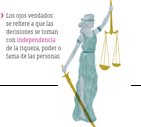 Los ojos vendados:
se refiere a que las
decisiones se toman
con independencia
de la riqueza, poder o
fama de las personas